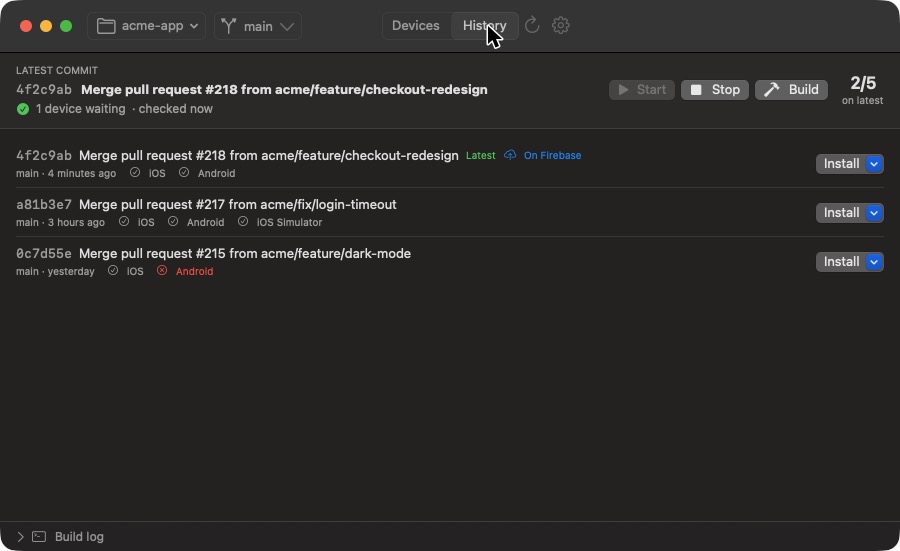 acme-app main Devices History
LATEST COMMIT
4f2c9ab Merge pull request #218 from acme/feature/checkout-redesign
1 device waiting · checked now
Start Stop Build
2/5
on latest
4f2c9ab Merge pull request #218 from acme/feature/checkout-redesign Latest On Firebase
main · 4 minutes ago iOS Android
Install
a81b3e7 Merge pull request #217 from acme/fix/login-timeout
main · 3 hours ago iOS Android iOS Simulator
Install
0c7d55e Merge pull request #215 from acme/feature/dark-mode
main · yesterday iOS Android
Install
Build log